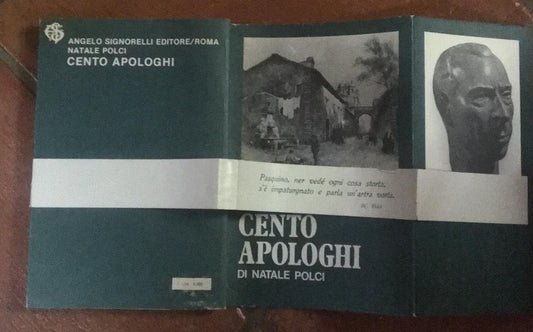 ANGELO SIGNORELLI EDITORE/ROMA
NATALE POLCI
CENTO APOLOGHI
Pasquino, ner vedé ogni cosa storta,
s'è impaturgnato e parla un'antra vorta.
CENTO
APOLOGHI
DI NATALE POLCI